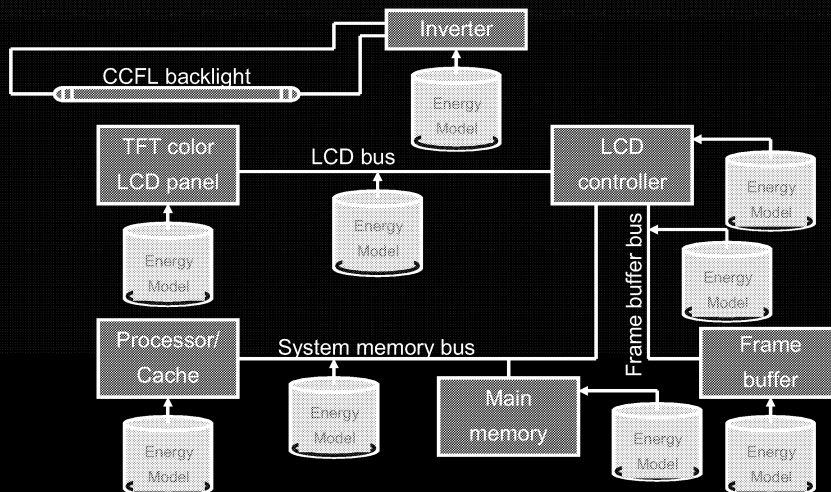 Inverter
CCFL backlight
Energy
Model
TFT color
LCD panel
LCD bus
LCD
controller
Energy
Model
Energy
Model
Energy
Model
Energy
Model
Frame buffer bus
Processor/
Cache
System memory bus
Frame
buffer
Main
memory
Energy
Model
Energy
Model
Energy
Model
Energy
Model